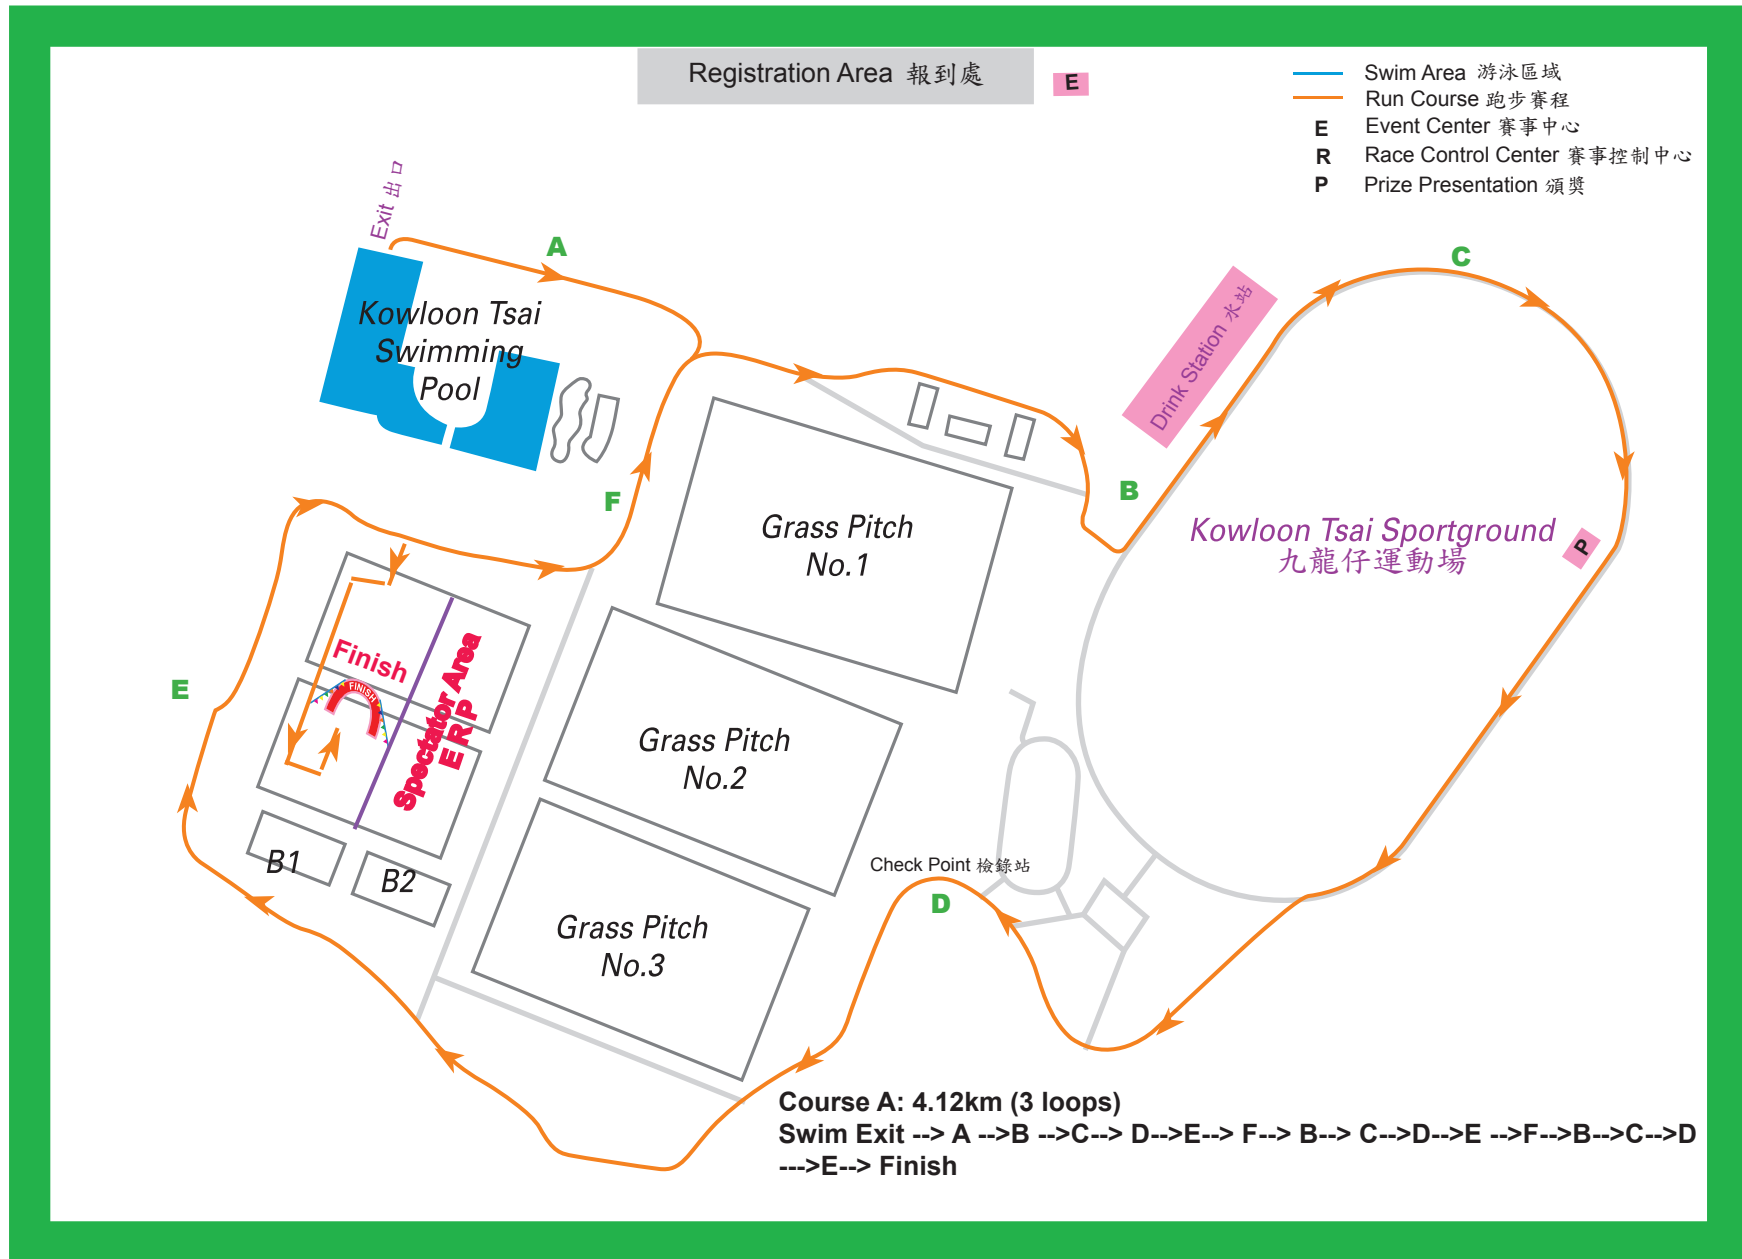 Registration Area 報到處
E
Swim Area 游泳區域
Run Course 跑步賽程
E Event Center 賽事中心
R Race Control Center 賽事控制中心
P Prize Presentation 頒獎
Exit 出口
A
C
Kowloon Tsai
Swimming
Pool
Drink Station 水站
B
F
Grass Pitch
No.1
Kowloon Tsai Sportground
九龍仔運動場
P
Finish
FINISH
Spectator Area
E R P
E
Grass Pitch
No.2
B1
B2
Check Point 檢錄站
D
Grass Pitch
No.3
Course A: 4.12km (3 loops)
Swim Exit --> A -->B -->C--> D-->E--> F--> B--> C-->D-->E -->F-->B-->C-->D
--->E--> Finish